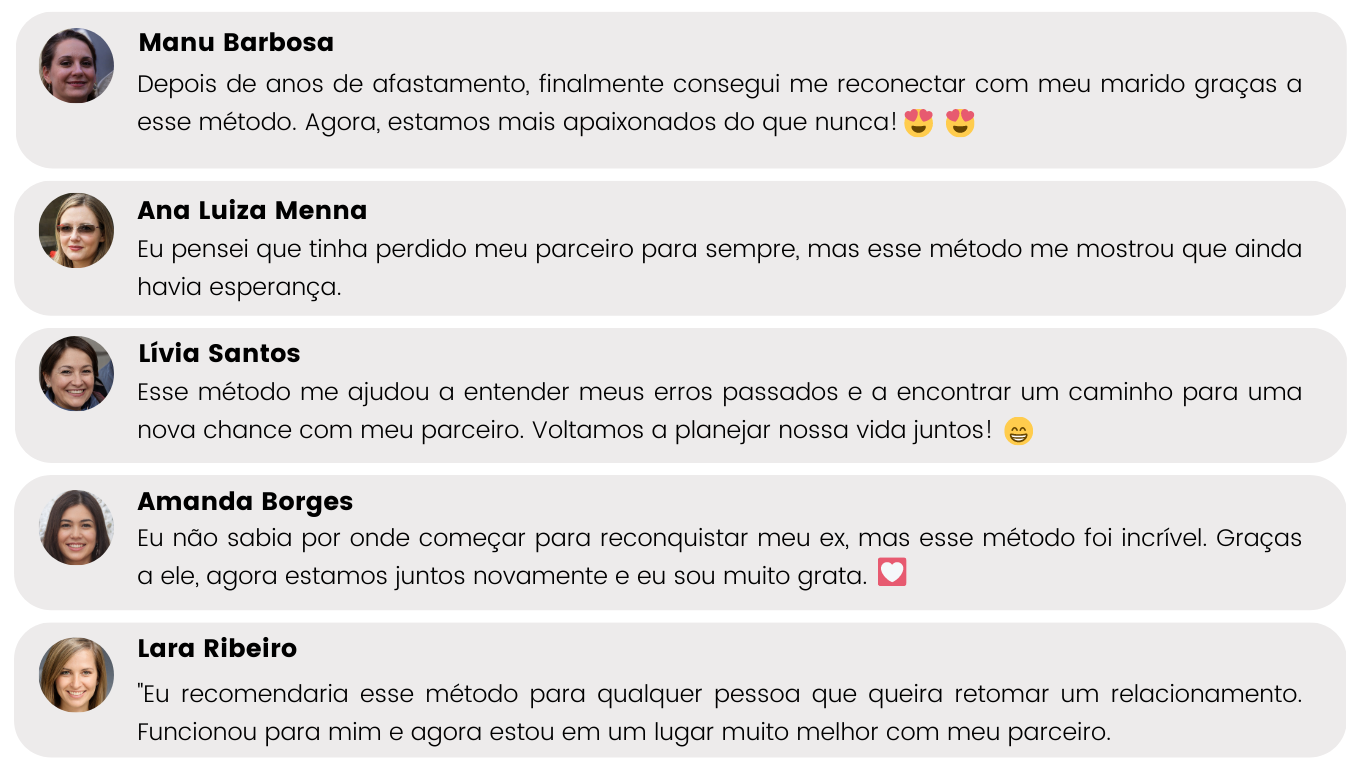 Manu Barbosa
Depois de anos de afastamento, finalmente consegui me reconectar com meu marido graças a
esse método. Agora, estamos mais apaixonados do que nunca! 😍 😍
Ana Luiza Menna
Eu pensei que tinha perdido meu parceiro para sempre, mas esse método me mostrou que ainda
havia esperança.
Lívia Santos
Esse método me ajudou a entender meus erros passados e a encontrar um caminho para uma
nova chance com meu parceiro. Voltamos a planejar nossa vida juntos! 😁
Amanda Borges
Eu não sabia por onde começar para reconquistar meu ex, mas esse método foi incrível. Graças
a ele, agora estamos juntos novamente e eu sou muito grata. 💟
Lara Ribeiro
"Eu recomendaria esse método para qualquer pessoa que queira retomar um relacionamento.
Funcionou para mim e agora estou em um lugar muito melhor com meu parceiro.